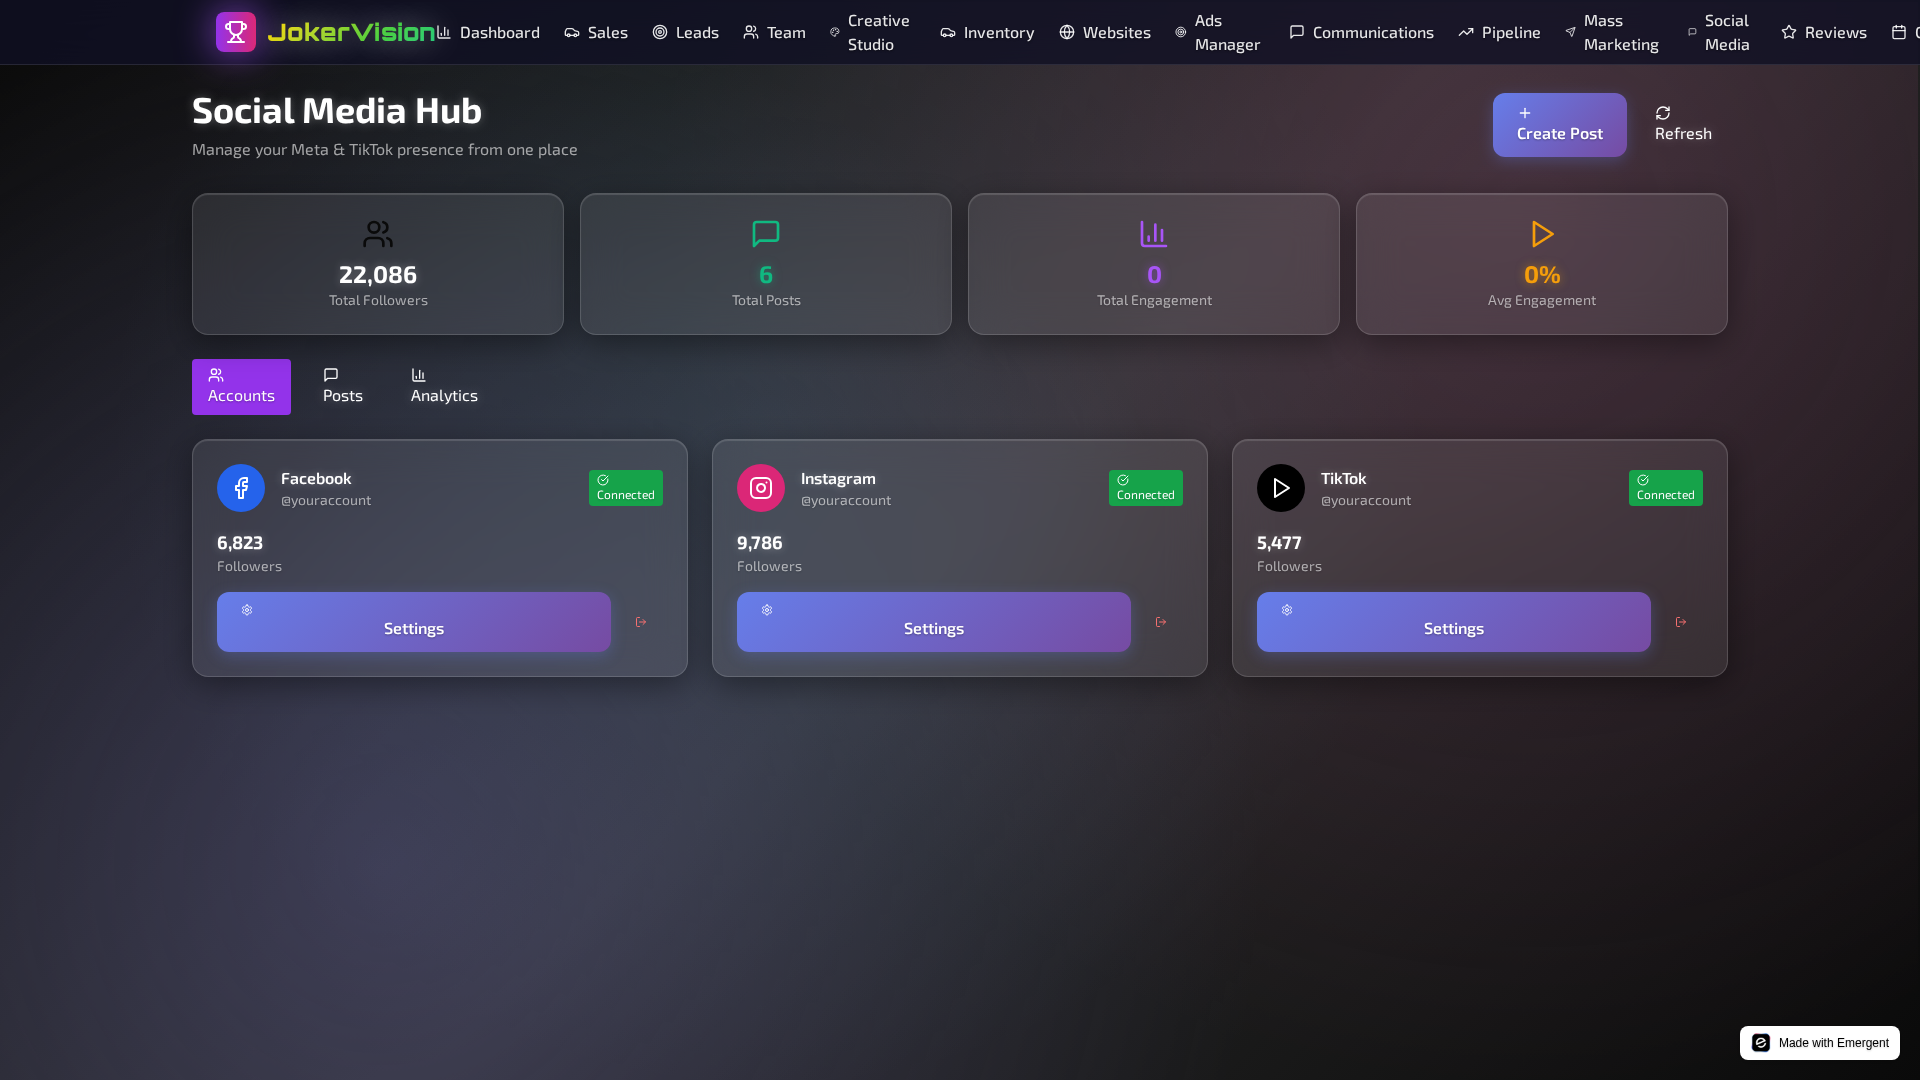 JokerVision
Dashboard
Sales
Leads
Team
Creative
Studio
Inventory
Websites
Ads
Manager
Communications
Pipeline
Mass
Marketing
Social
Media
Reviews
Social Media Hub
Manage your Meta & TikTok presence from one place
Create Post
Refresh
22,086
Total Followers
6
Total Posts
0
Total Engagement
0%
Avg Engagement
Accounts
Posts
Analytics
Facebook
@youraccount
Connected
6,823
Followers
Settings
Instagram
@youraccount
Connected
9,786
Followers
Settings
TikTok
@youraccount
Connected
5,477
Followers
Settings
Made with Emergent